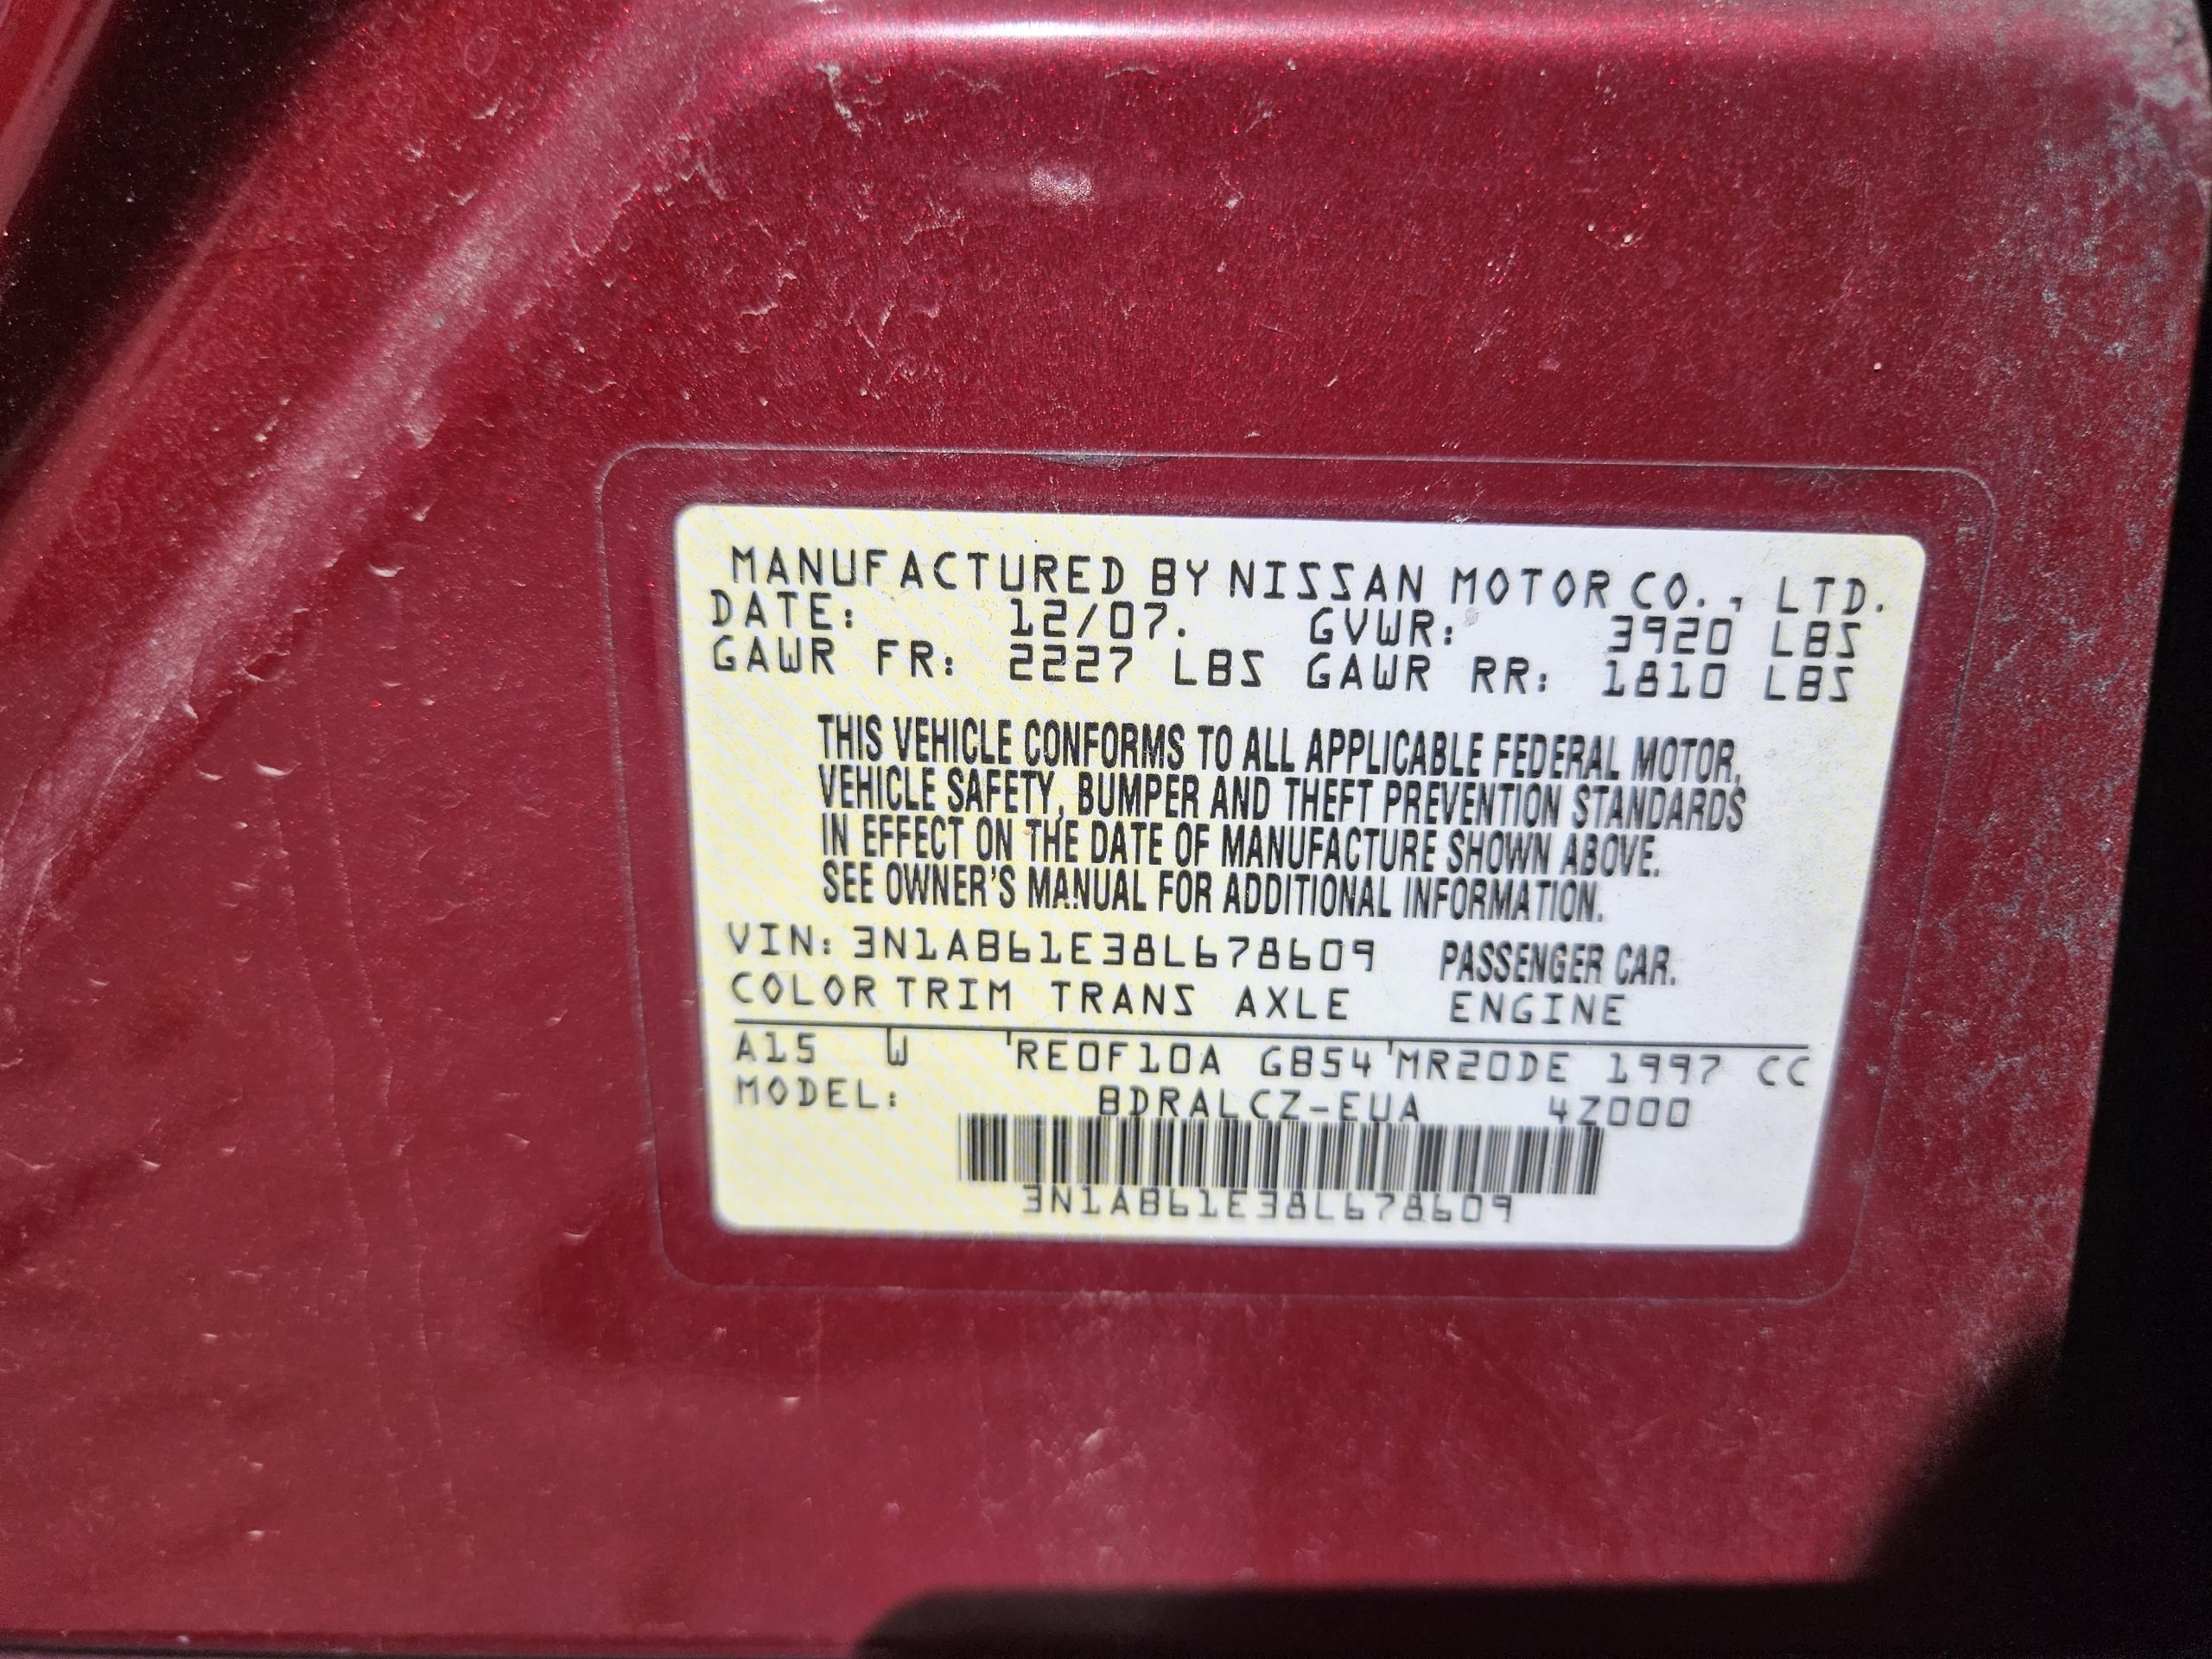 MANUFACTURED BY NISSAN MOTOR CO., LTD.
DATE: 12/07. GVWR: 3920 LBS
GAWR FR: 2227 LBS GAWR RR: 1810 LBS
THIS VEHICLE CONFORMS TO ALL APPLICABLE FEDERAL MOTOR,
VEHICLE SAFETY, BUMPER AND THEFT PREVENTION STANDARDS
IN EFFECT ON THE DATE OF MANUFACTURE SHOWN ABOVE.
SEE OWNER'S MANUAL FOR ADDITIONAL INFORMATION.
VIN: 3N1AB61E38L678609 PASSENGER CAR.
COLOR TRIM TRANS AXLE ENGINE
A15 W 'RE0F10A GB54 'MR20DE 1997 CC
MODEL: BDRALCZ-EUA 4Z000
3N1AB61E38L678609